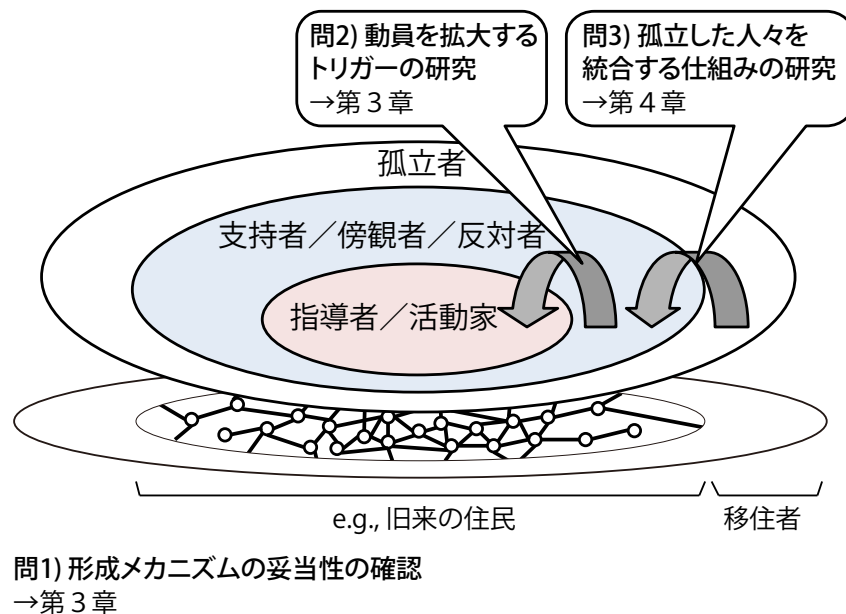 問2) 動員を拡大する
トリガーの研究
→第３章
問3) 孤立した人々を
統合する仕組みの研究
→第４章
孤立者
支持者／傍観者／反対者
指導者／活動家
e.g., 旧来の住民
移住者
問1) 形成メカニズムの妥当性の確認
→第３章